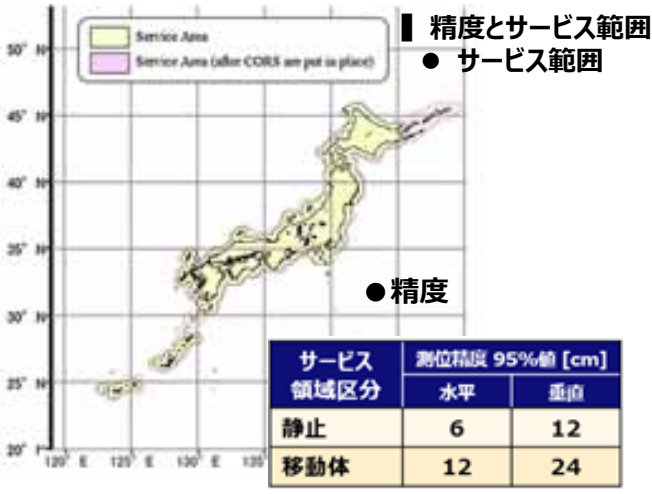 ▌ 精度とサービス範囲
● サービス範囲
Service Area
Service Area (after CORS are put in place)
50° N
45° N
40° N
35° N
30° N
25° N
20° N
120° E
125° E
130° E
135°
●精度
サービス領域区分 測位精度 95%値 [cm]
水平 垂直
静止 6 12
移動体 12 24